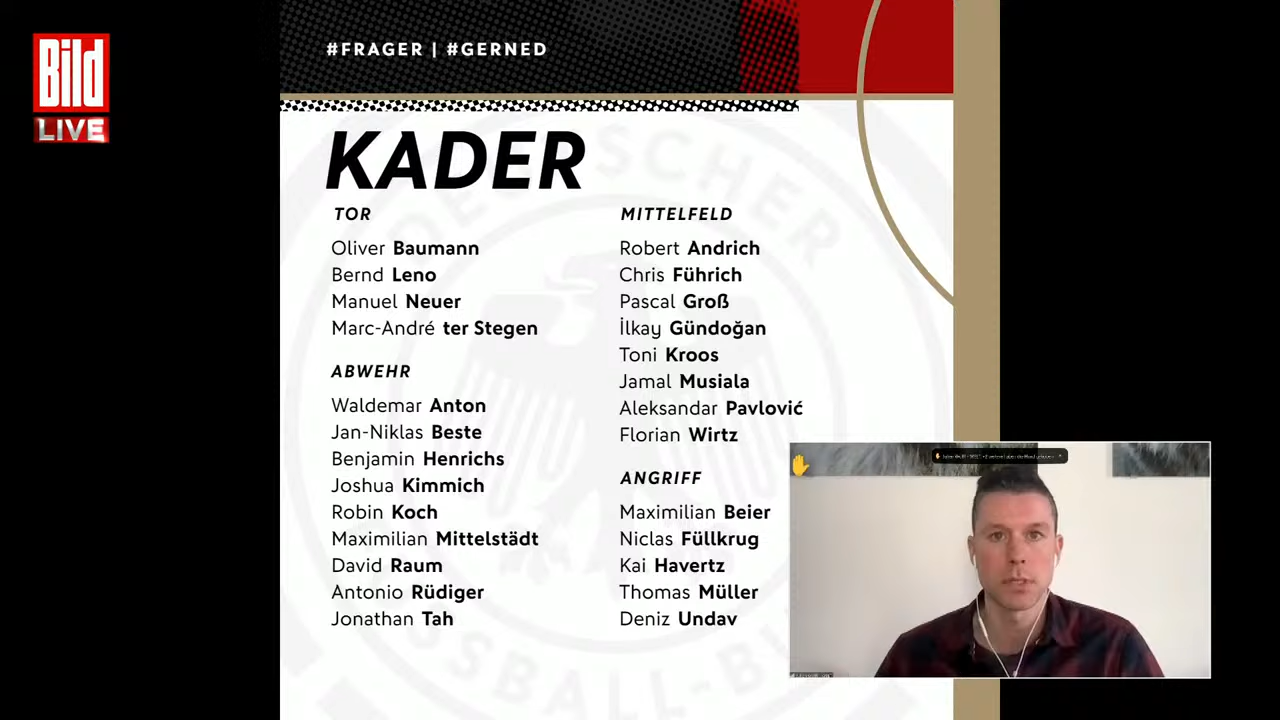 Bild
LIVE
#FRAGER | #GERNED
KADER
TOR
Oliver Baumann
Bernd Leno
Manuel Neuer
Marc-André ter Stegen
ABWEHR
Waldemar Anton
Jan-Niklas Beste
Benjamin Henrichs
Joshua Kimmich
Robin Koch
Maximilian Mittelstädt
David Raum
Antonio Rüdiger
Jonathan Tah
MITTELFELD
Robert Andrich
Chris Führich
Pascal Groß
İlkay Gündoğan
Toni Kroos
Jamal Musiala
Aleksandar Pavlović
Florian Wirtz
ANGRIFF
Maximilian Beier
Niclas Füllkrug
Kai Havertz
Thomas Müller
Deniz Undav